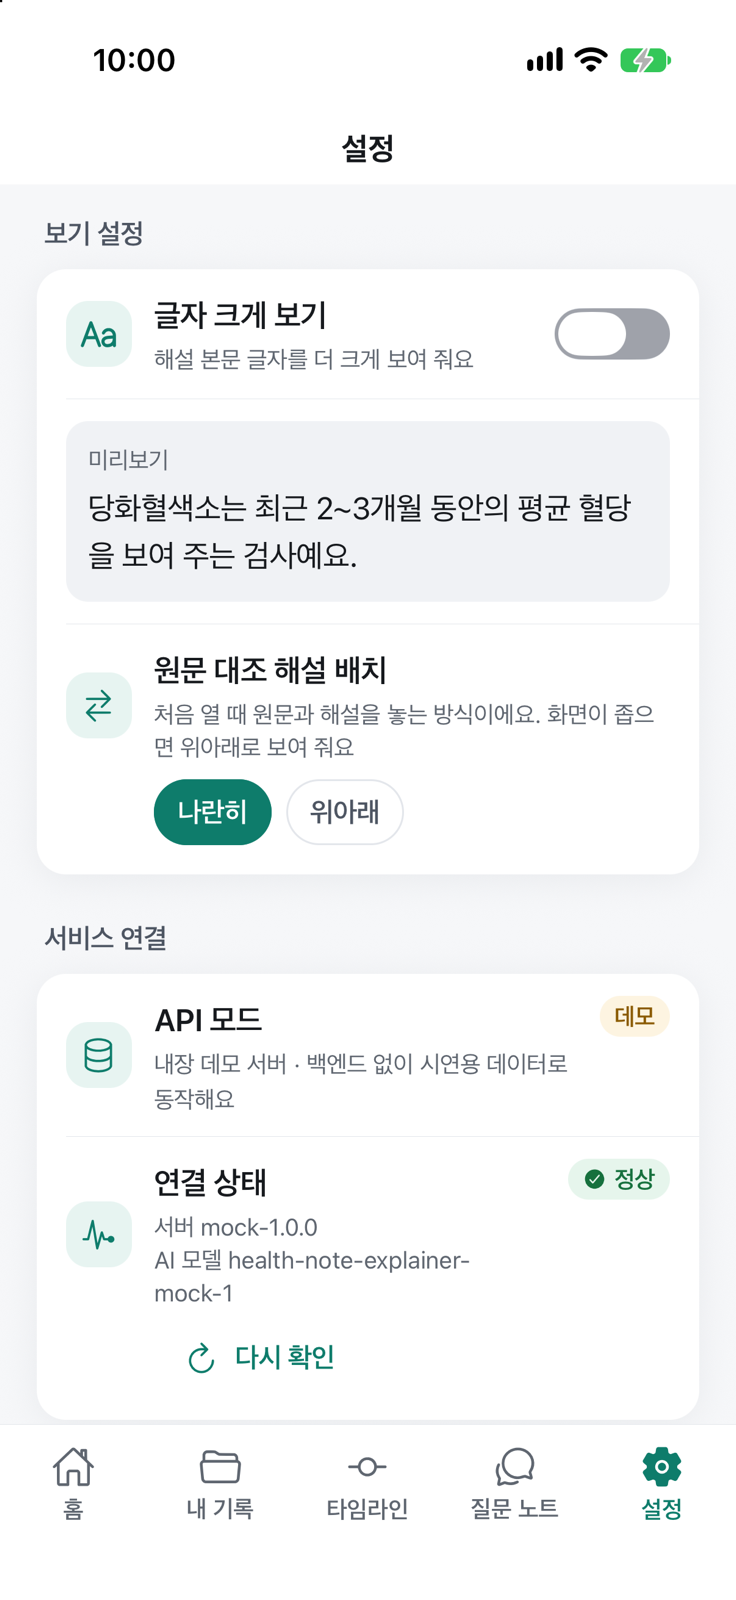 10:00
설정
보기 설정
Aa
글자 크게 보기
해설 본문 글자를 더 크게 보여 줘요
미리보기
당화혈색소는 최근 2~3개월 동안의 평균 혈당
을 보여 주는 검사예요.
원문 대조 해설 배치
처음 열 때 원문과 해설을 놓는 방식이에요. 화면이 좁으
면 위아래로 보여 줘요
나란히
위아래
서비스 연결
API 모드
데모
내장 데모 서버 · 백엔드 없이 시연용 데이터로
동작해요
연결 상태
정상
서버 mock-1.0.0
AI 모델 health-note-explainer-
mock-1
다시 확인
홈
내 기록
타임라인
질문 노트
설정